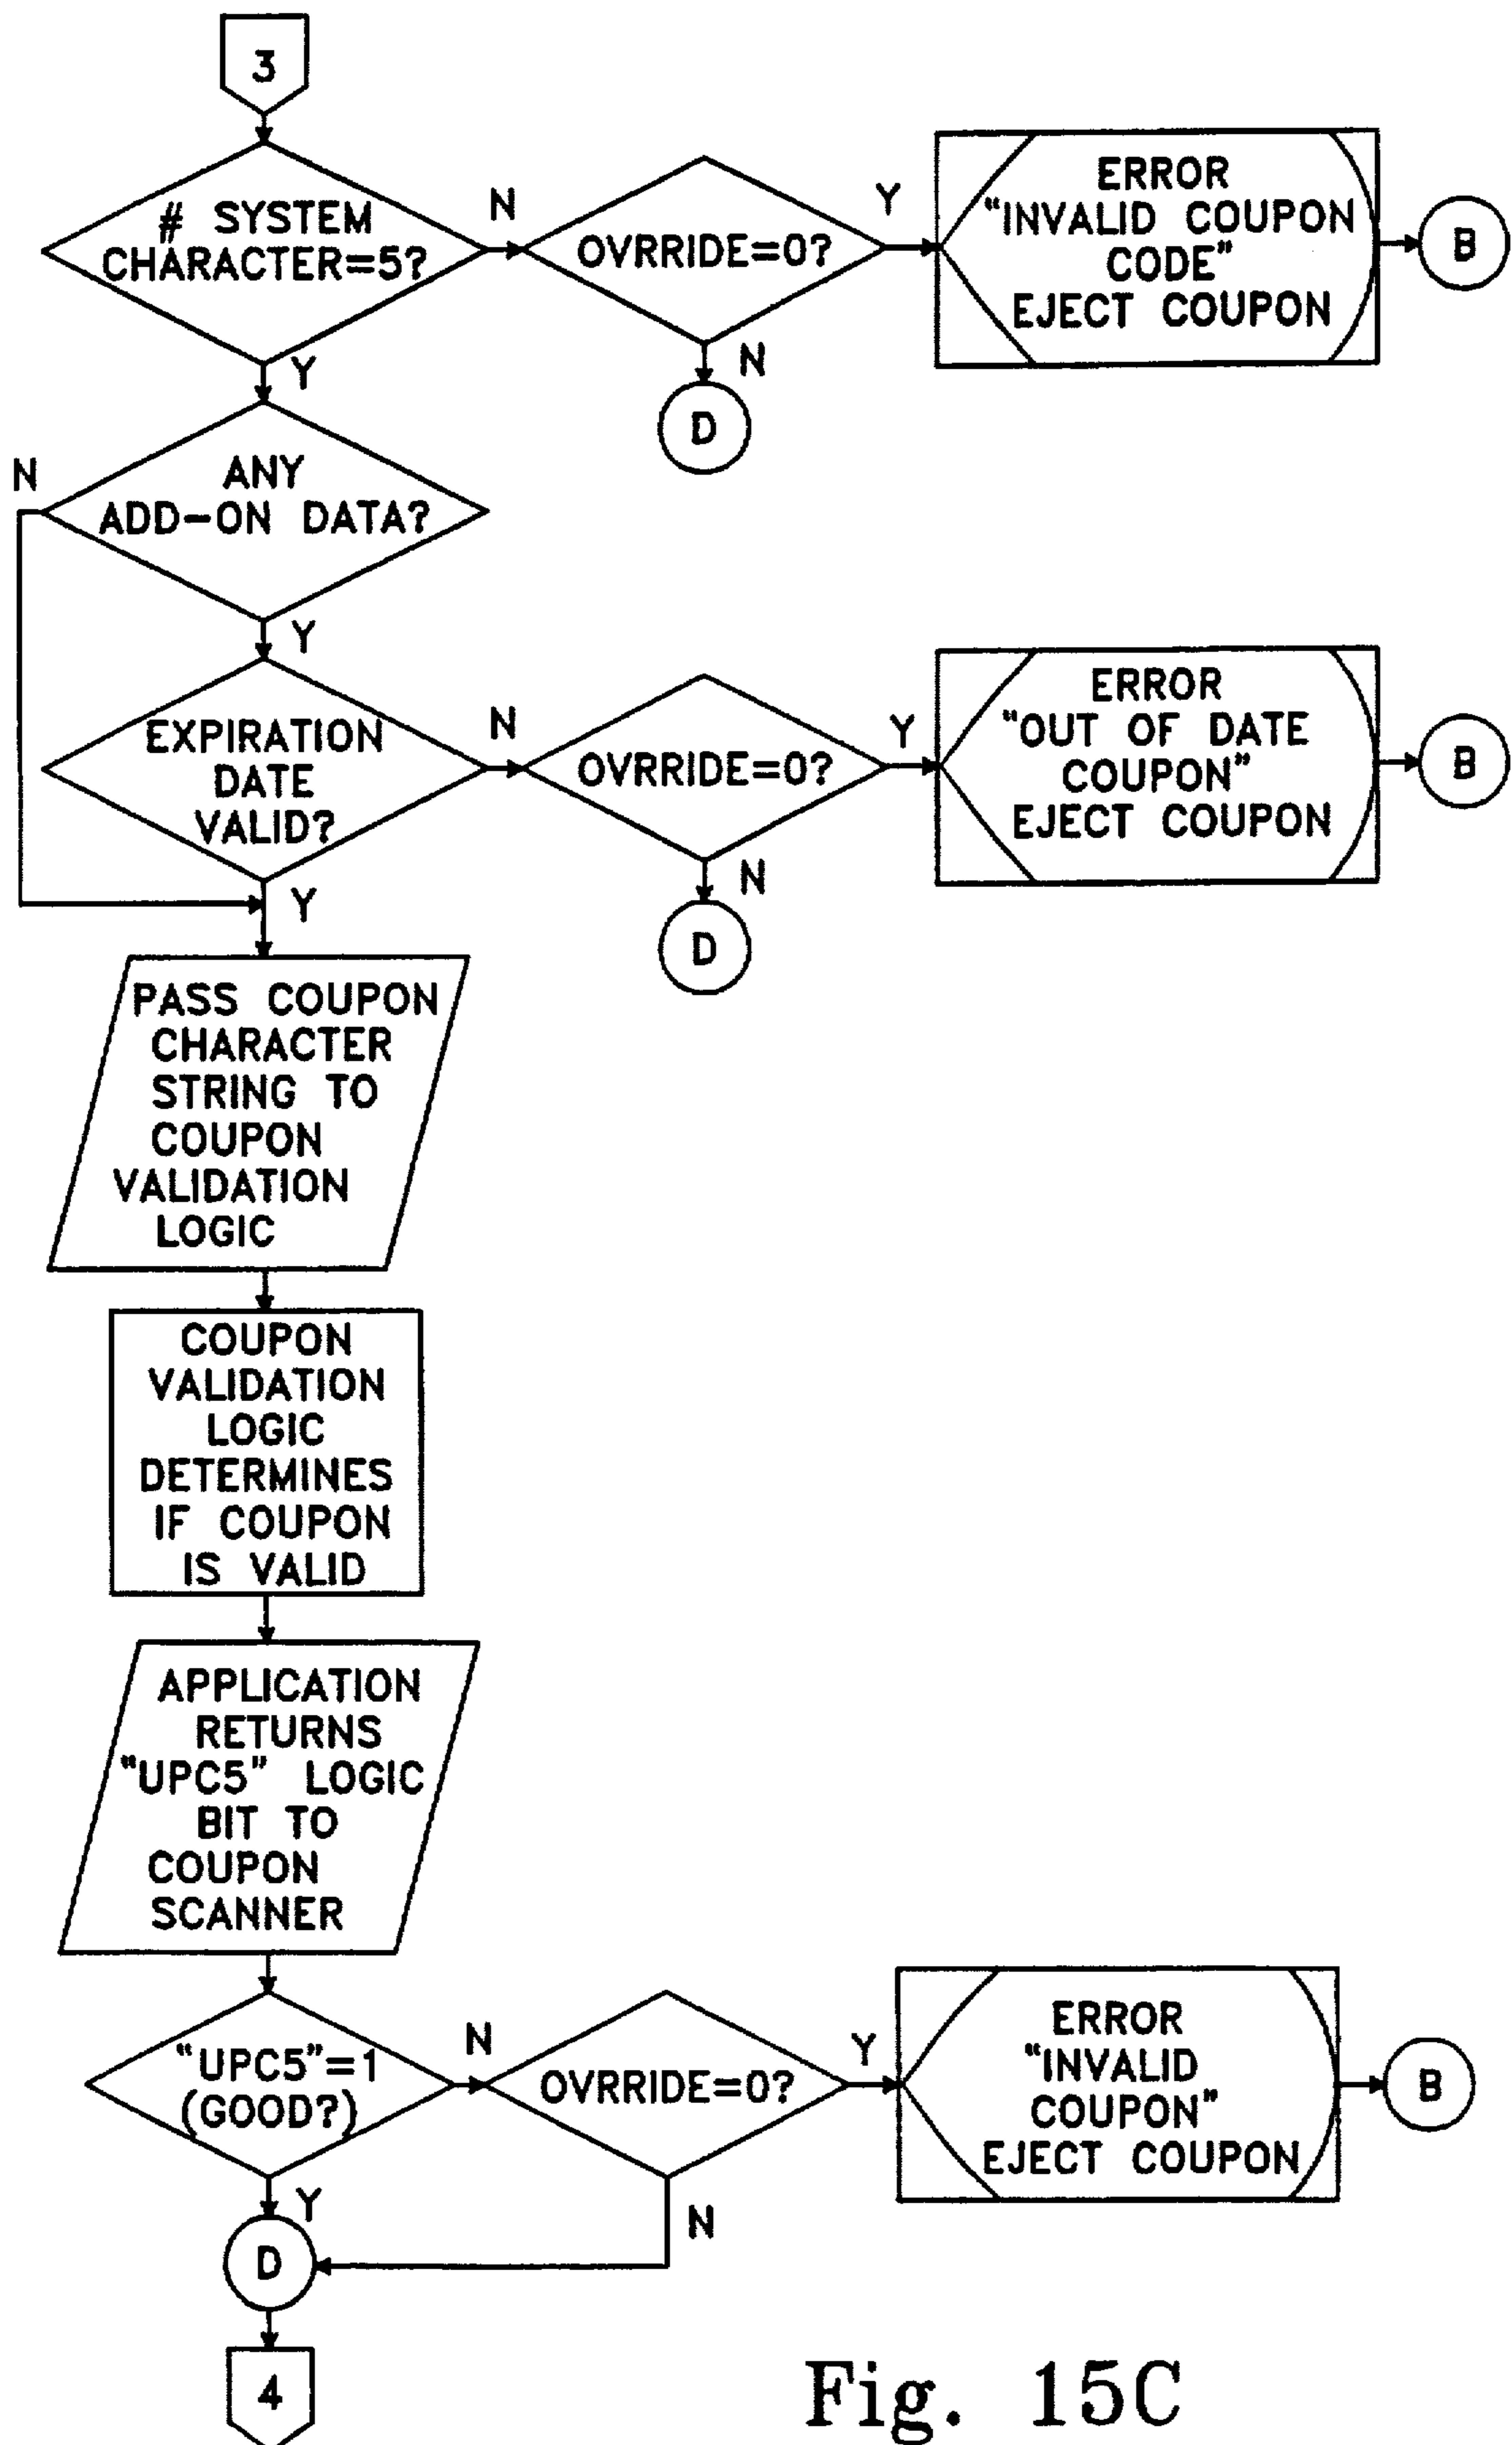 3
# SYSTEM
CHARACTER=5?
N
OVRRIDE=0?
Y
ERROR
"INVALID COUPON
CODE"
EJECT COUPON
B
Y
N
D
N
ANY
ADD-ON DATA?
Y
EXPIRATION
DATE
VALID?
N
OVRRIDE=0?
Y
ERROR
"OUT OF DATE
COUPON"
EJECT COUPON
B
Y
N
D
PASS COUPON
CHARACTER
STRING TO
COUPON
VALIDATION
LOGIC
COUPON
VALIDATION
LOGIC
DETERMINES
IF COUPON
IS VALID
APPLICATION
RETURNS
"UPC5" LOGIC
BIT TO
COUPON
SCANNER
"UPC5"=1
(GOOD?)
N
OVRRIDE=0?
Y
ERROR
"INVALID
COUPON"
EJECT COUPON
B
Y
N
D
4
Fig. 15C